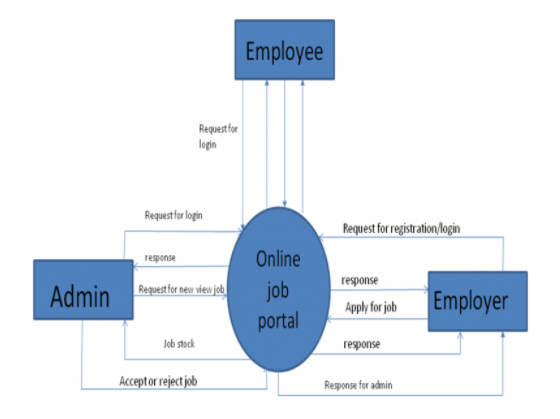 Employee
Request for
login
Request for login
Request for registration/login
response
Online
job
portal
response
Admin
Request for new view job
Employer
Apply for job
Job stock
response
Accept or reject job
Response for admin